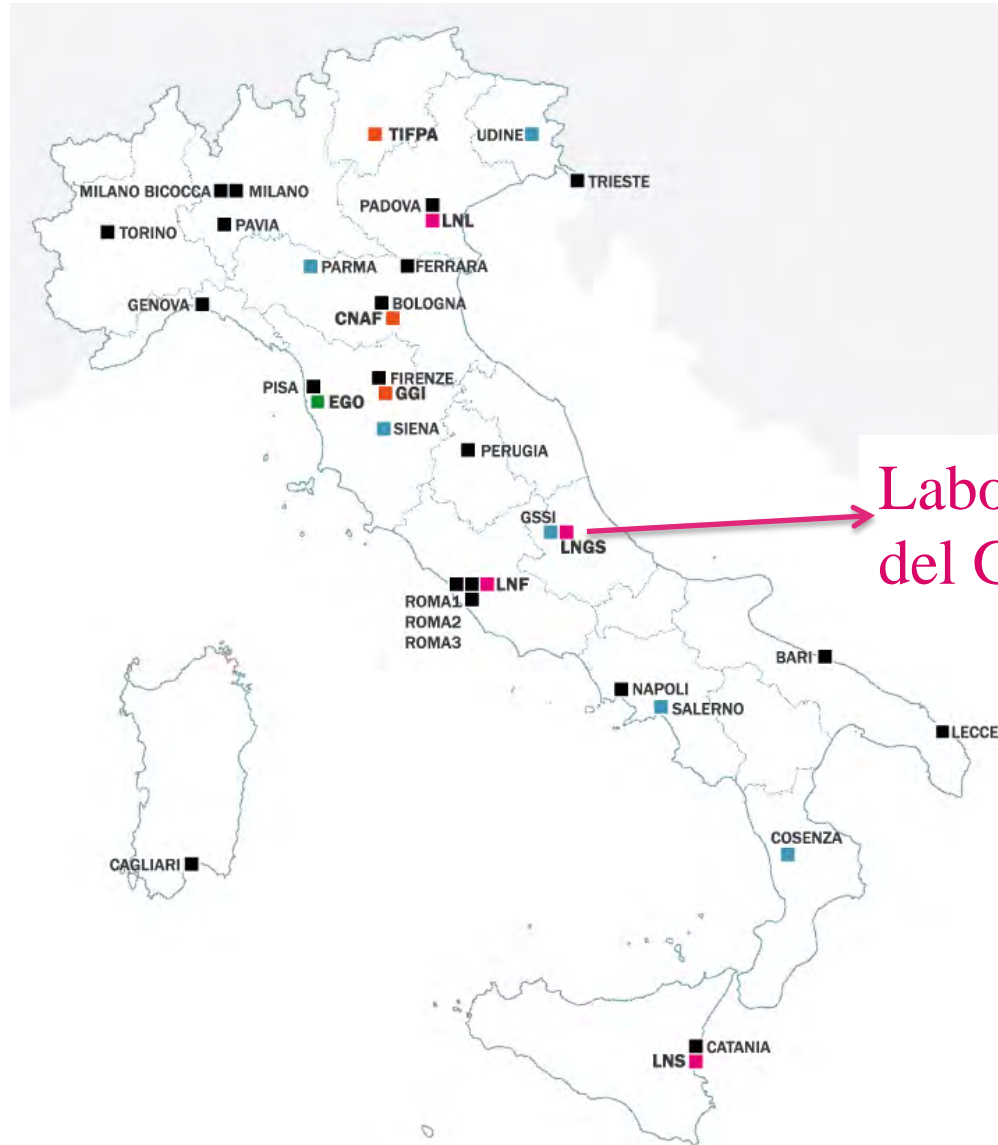 TIFPA
UDINE
TRIESTE
MILANO BICOCCA
MILANO
PADOVA
LNL
TORINO
PAVIA
PARMA
FERRARA
GENOVA
BOLOGNA
CNAF
FIRENZE
PISA
GGI
EGO
SIENA
PERUGIA
GSSI
LNGS
del
LNF
ROMA1
ROMA2
ROMA3
BARI
NAPOLI
SALERNO
LECCE
COSENZA
CAGLIARI
CATANIA
LNS